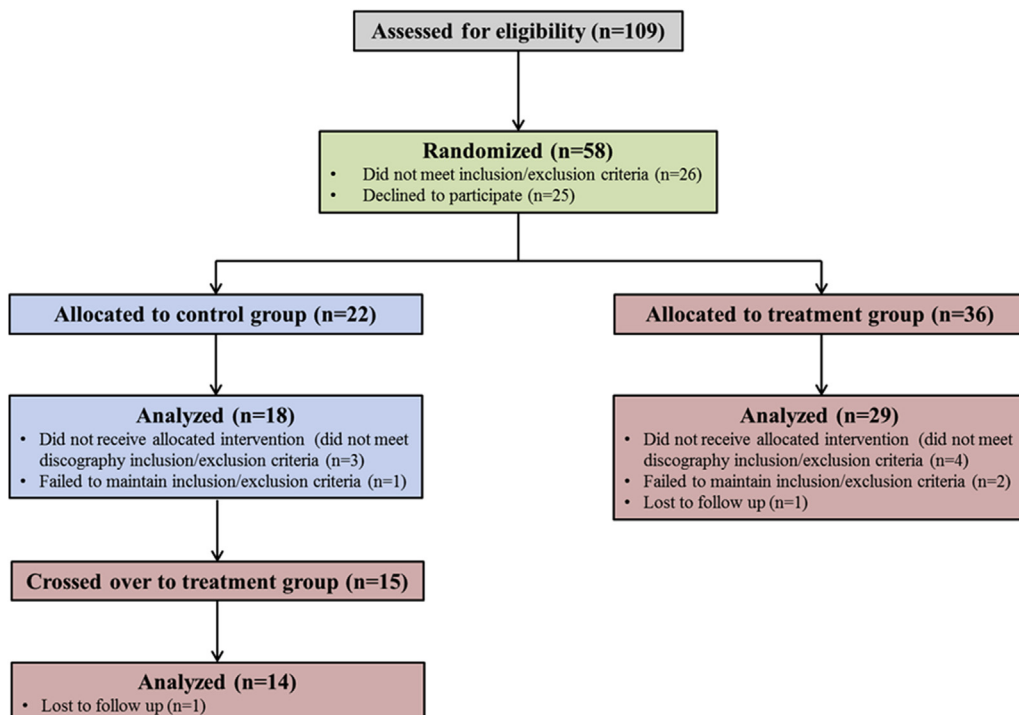 Assessed for eligibility (n=109)
Randomized (n=58)
• Did not meet inclusion/exclusion criteria (n=26)
• Declined to participate (n=25)
Allocated to control group (n=22)
Allocated to treatment group (n=36)
Analyzed (n=18)
• Did not receive allocated intervention (did not meet
discography inclusion/exclusion criteria (n=3)
• Failed to maintain inclusion/exclusion criteria (n=1)
Analyzed (n=29)
• Did not receive allocated intervention (did not meet
discography inclusion/exclusion criteria (n=4)
• Failed to maintain inclusion/exclusion criteria (n=2)
• Lost to follow up (n=1)
Crossed over to treatment group (n=15)
Analyzed (n=14)
• Lost to follow up (n=1)